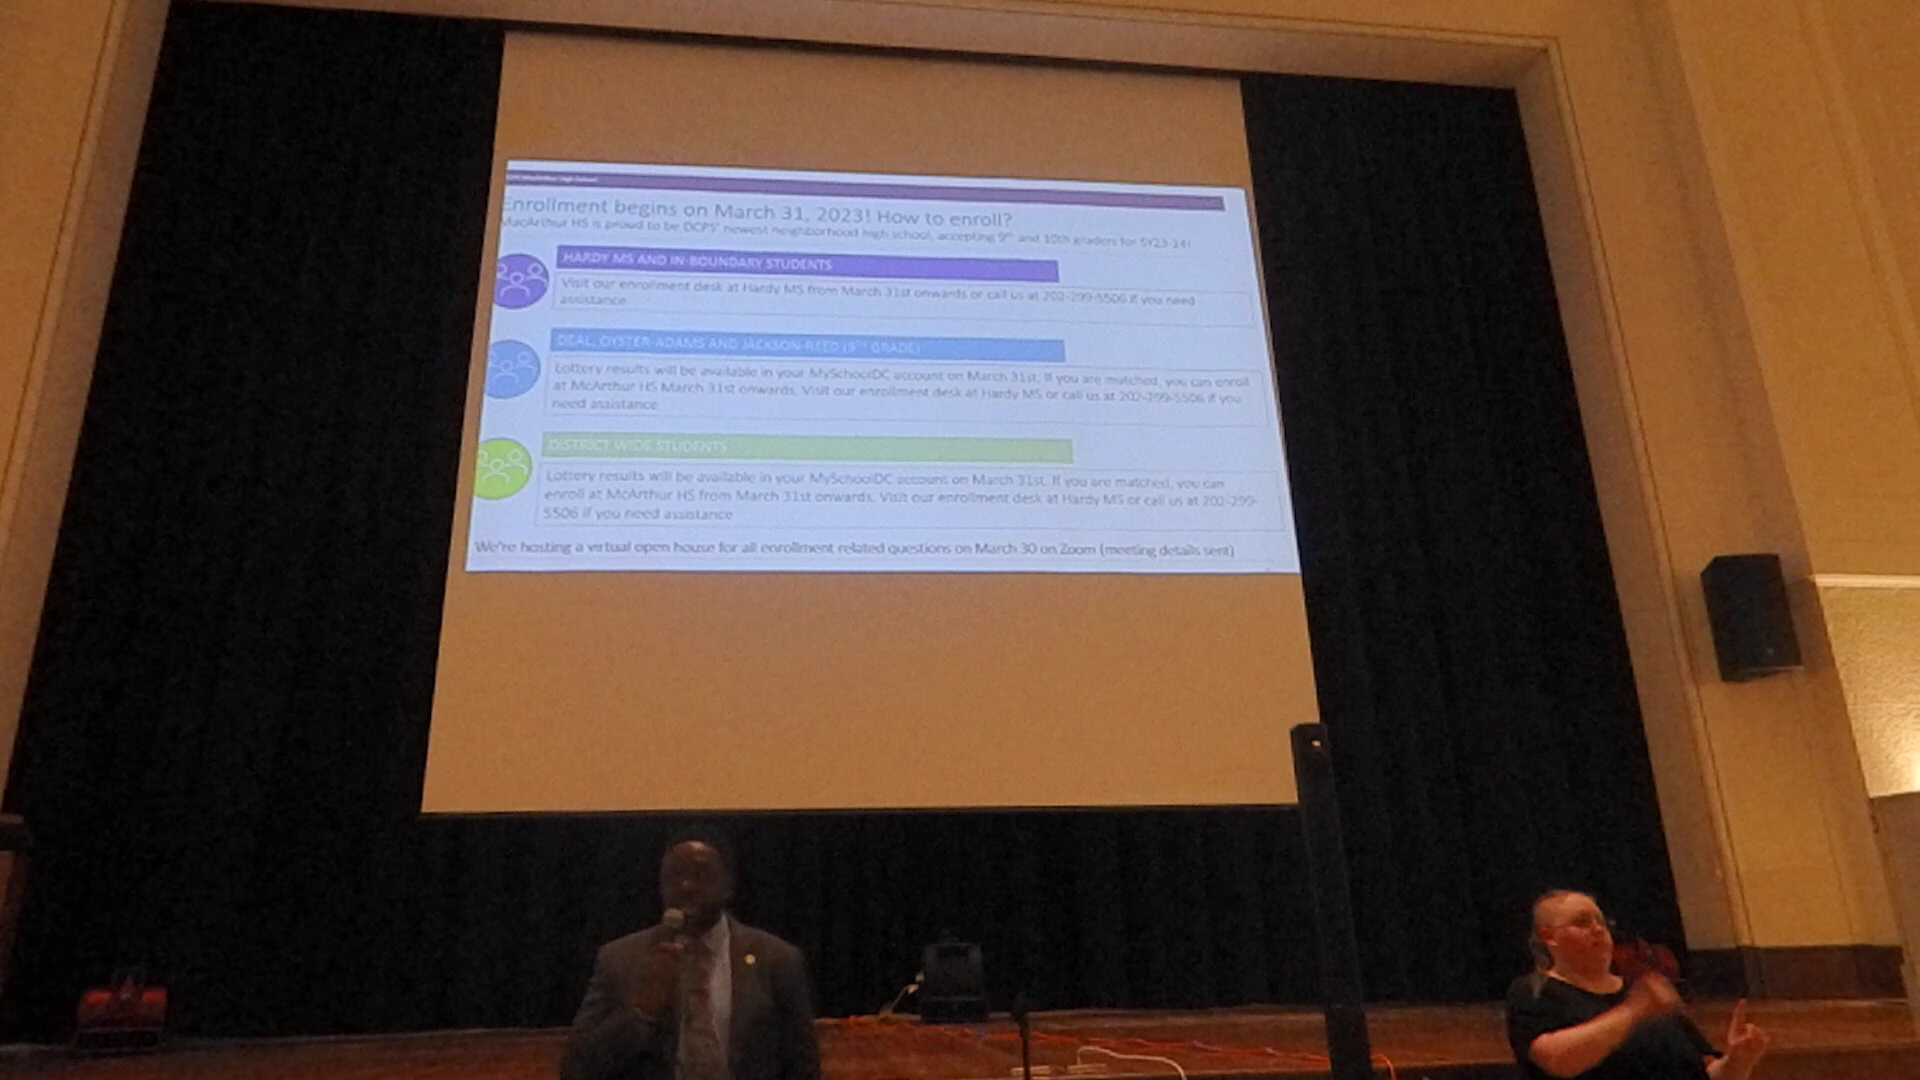 MacArthur High School
Enrollment begins on March 31, 2023! How to enroll?
MacArthur HS is proud to be DCPS' newest neighborhood high school, accepting 9th and 10th graders for SY23-24!
HARDY MS AND IN-BOUNDARY STUDENTS
Visit our enrollment desk at Hardy MS from March 31st onwards or call us at 202-299-5506 if you need
assistance
DEAL, OYSTER-ADAMS AND JACKSON-REED (9TH GRADE)
Lottery results will be available in your MySchoolDC account on March 31st. If you are matched, you can enroll
at McArthur HS March 31st onwards. Visit our enrollment desk at Hardy MS or call us at 202-299-5506 if you
need assistance
DISTRICT WIDE STUDENTS
Lottery results will be available in your MySchoolDC account on March 31st. If you are matched, you can
enroll at McArthur HS from March 31st onwards. Visit our enrollment desk at Hardy MS or call us at 202-299-
5506 if you need assistance
We're hosting a virtual open house for all enrollment related questions on March 30 on Zoom (meeting details sent)